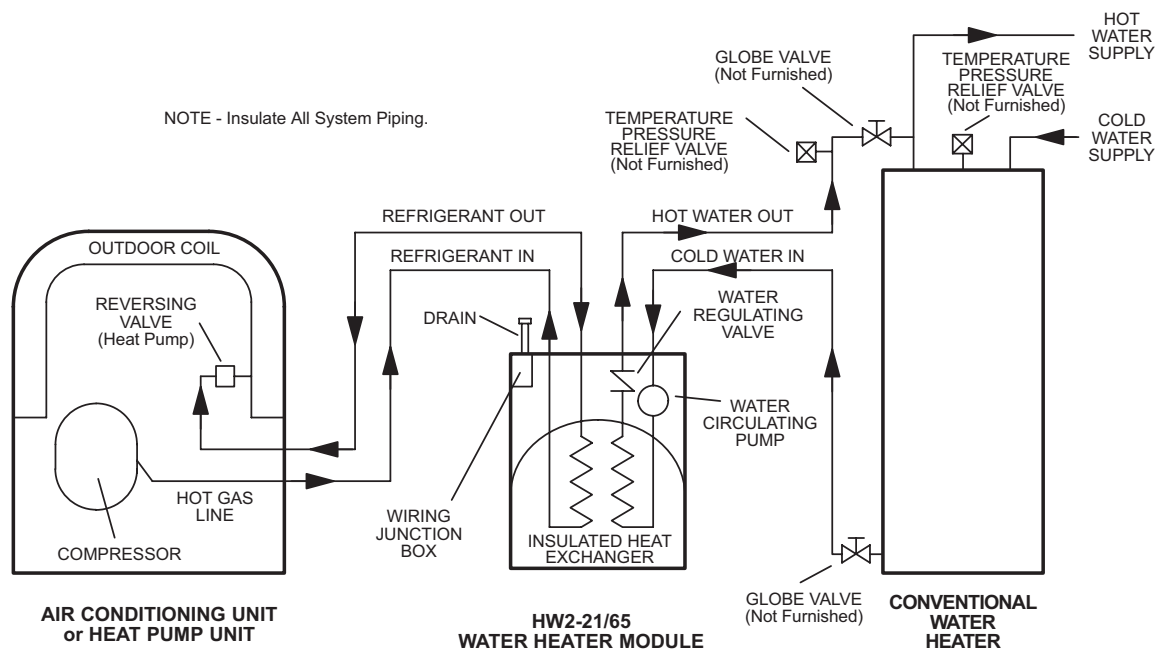 HOT
WATER
SUPPLY
GLOBE VALVE
(Not Furnished)
TEMPERATURE
PRESSURE
RELIEF VALVE
(Not Furnished)
NOTE - Insulate All System Piping.
TEMPERATURE
PRESSURE
RELIEF VALVE
(Not Furnished)
COLD
WATER
SUPPLY
REFRIGERANT OUT
HOT WATER OUT
OUTDOOR COIL
REFRIGERANT IN
COLD WATER IN
REVERSING
VALVE
(Heat Pump)
DRAIN
WATER
REGULATING
VALVE
WATER
CIRCULATING
PUMP
HOT GAS
LINE
WIRING
JUNCTION
BOX
INSULATED HEAT
EXCHANGER
COMPRESSOR
GLOBE VALVE
(Not Furnished)
AIR CONDITIONING UNIT
or HEAT PUMP UNIT
HW2-21/65
WATER HEATER MODULE
CONVENTIONAL
WATER
HEATER